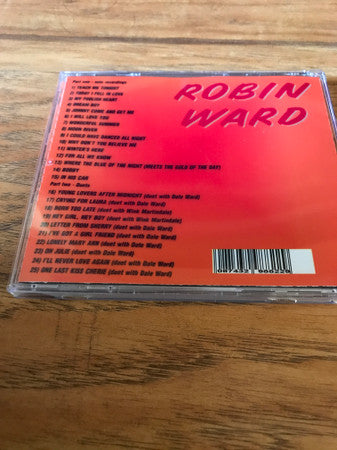 ROBIN
WARD
Part one - solo recordings
1) TEACH ME TONIGHT
2) TODAY I FELL IN LOVE
3) MY FOOLISH HEART
4) DREAM BOY
5) JOHNNY COME AND GET ME
6) I WILL LOVE YOU
7) WONDERFUL SUMMER
8) MOON RIVER
9) I COULD HAVE DANCED ALL NIGHT
10) WHY DON'T YOU BELIEVE ME
11) WINTER'S HERE
12) FOR ALL WE KNOW
13) WHERE THE BLUE OF THE NIGHT (MEETS THE GOLD OF THE DAY)
14) BOBBY
15) IN HIS CAR
Part two - Duets
16) YOUNG LOVERS AFTER MIDNIGHT (duet with Dale Ward)
17) CRYING FOR LAURA (duet with Dale Ward)
18) BORN TOO LATE (duet with Wink Martindale)
19) HEY GIRL, HEY BOY (duet with Wink Martindale)
20) LETTER FROM SHERRY (duet with Dale Ward)
21) I'VE GOT A GIRL FRIEND (duet with Dale Ward)
22) LONELY MARY ANN (duet with Dale Ward)
23) OH JULIE (duet with Dale Ward)
24) I'LL NEVER LOVE AGAIN (duet with Dale Ward)
25) ONE LAST KISS CHERIE (duet with Dale Ward)